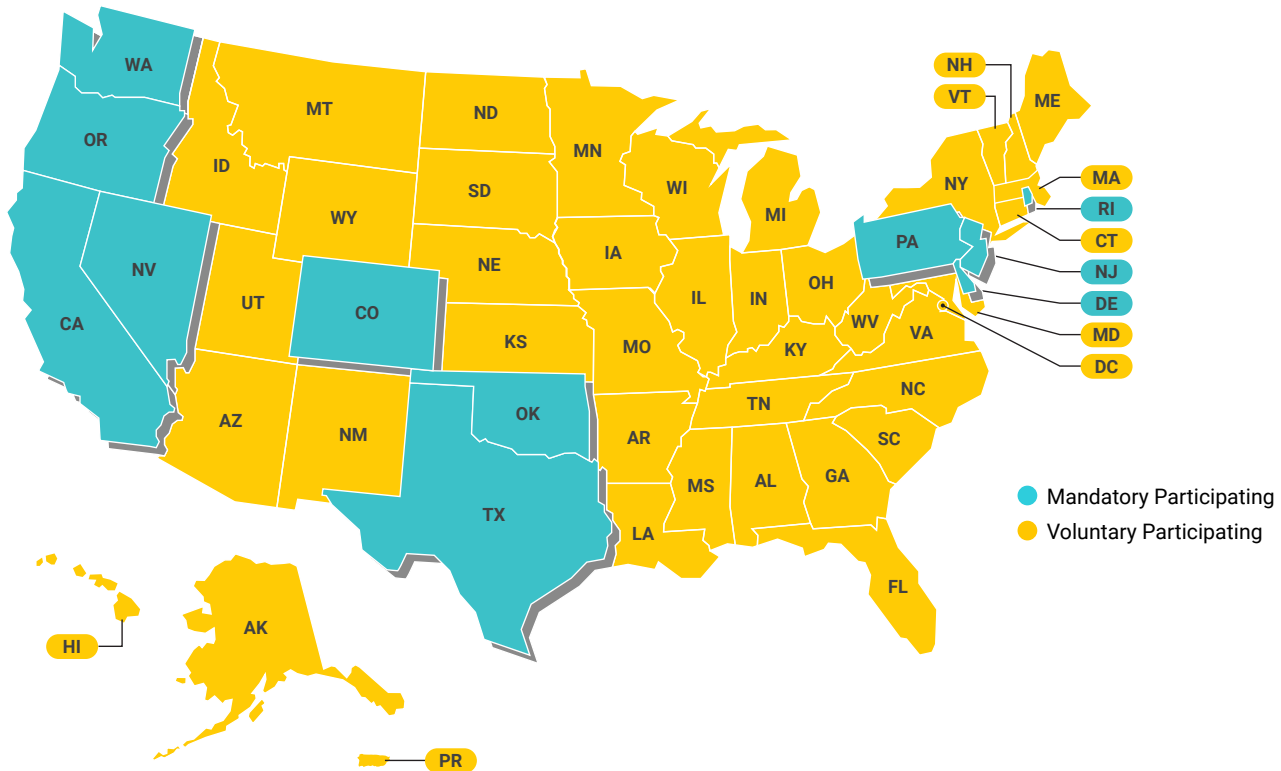 WA
OR
CA
NV
ID
MT
WY
UT
CO
AZ
NM
ND
SD
NE
KS
OK
TX
MN
IA
MO
AR
LA
WI
IL
MI
IN
OH
KY
TN
MS
AL
GA
FL
SC
NC
VA
WV
PA
NY
ME
NH
VT
MA
RI
CT
NJ
DE
MD
DC
Mandatory Participating
Voluntary Participating
HI
AK
PR